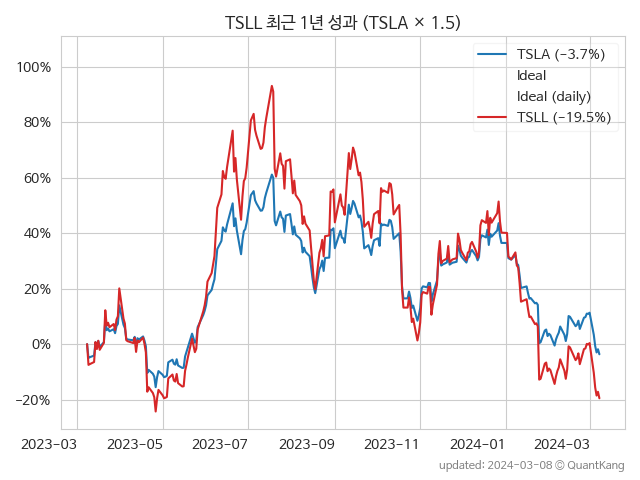 TSLL 최근 1년 성과 (TSLA × 1.5)
TSLA (−3.7%)
Ideal
Ideal (daily)
TSLL (−19.5%)
100%
80%
60%
40%
20%
0%
−20%
2023−03
2023−05
2023−07
2023−09
2023−11
2024−01
2024−03
updated: 2024−03−08 © QuantKang